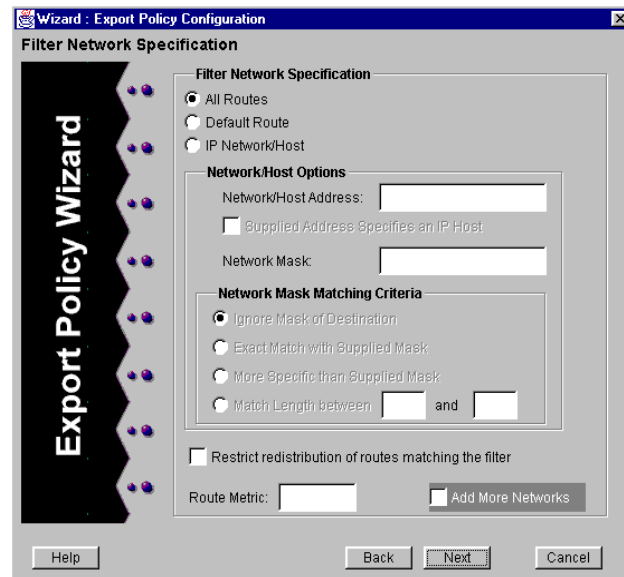 Wizard : Export Policy Configuration
Filter Network Specification
Export Policy Wizard
Filter Network Specification
All Routes
Default Route
IP Network/Host
Network/Host Options
Network/Host Address:
Supplied Address Specifies an IP Host
Network Mask:
Network Mask Matching Criteria
Ignore Mask of Destination
Exact Match with Supplied Mask
More Specific than Supplied Mask
Match Length between and
Restrict redistribution of routes matching the filter
Route Metric: Add More Networks
Help Back Next Cancel